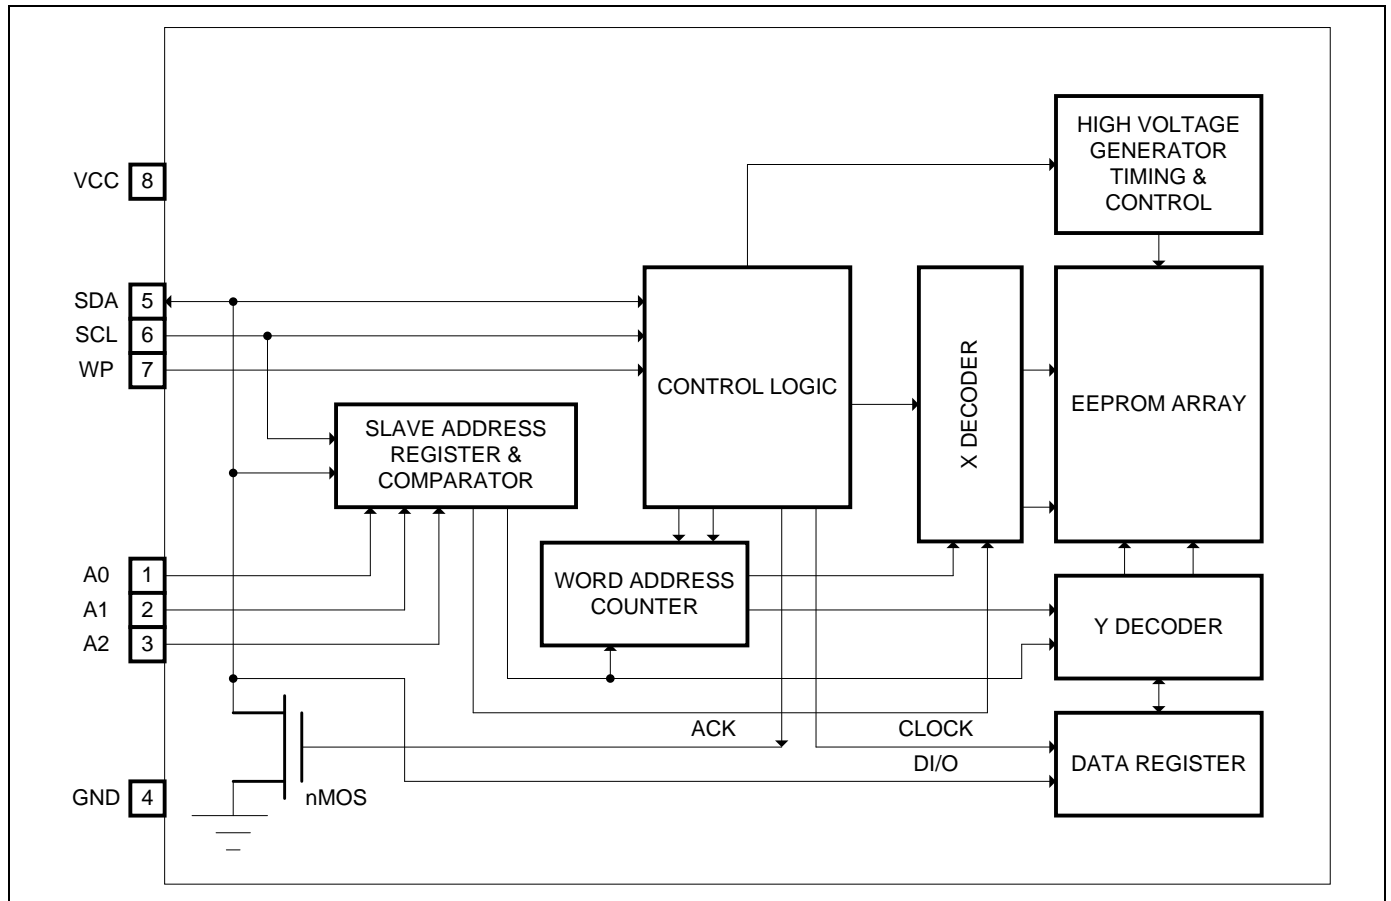 HIGH VOLTAGE
GENERATOR
TIMING &
CONTROL
VCC 8
SDA 5
SCL 6
WP 7
CONTROL LOGIC
X DECODER
EEPROM ARRAY
SLAVE ADDRESS
REGISTER &
COMPARATOR
A0 1
A1 2
A2 3
WORD ADDRESS
COUNTER
Y DECODER
ACK
CLOCK
DI/O
DATA REGISTER
GND 4
nMOS